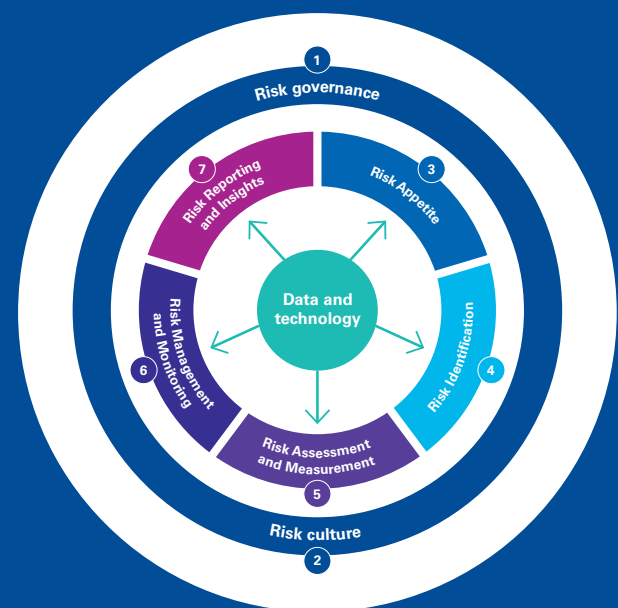 1
Risk governance
7
Risk Reporting
and Insights
3
Risk Appetite
Data and
technology
6
Risk Management
and Monitoring
4
Risk Identification
Risk Assessment
and Measurement
5
Risk culture
2